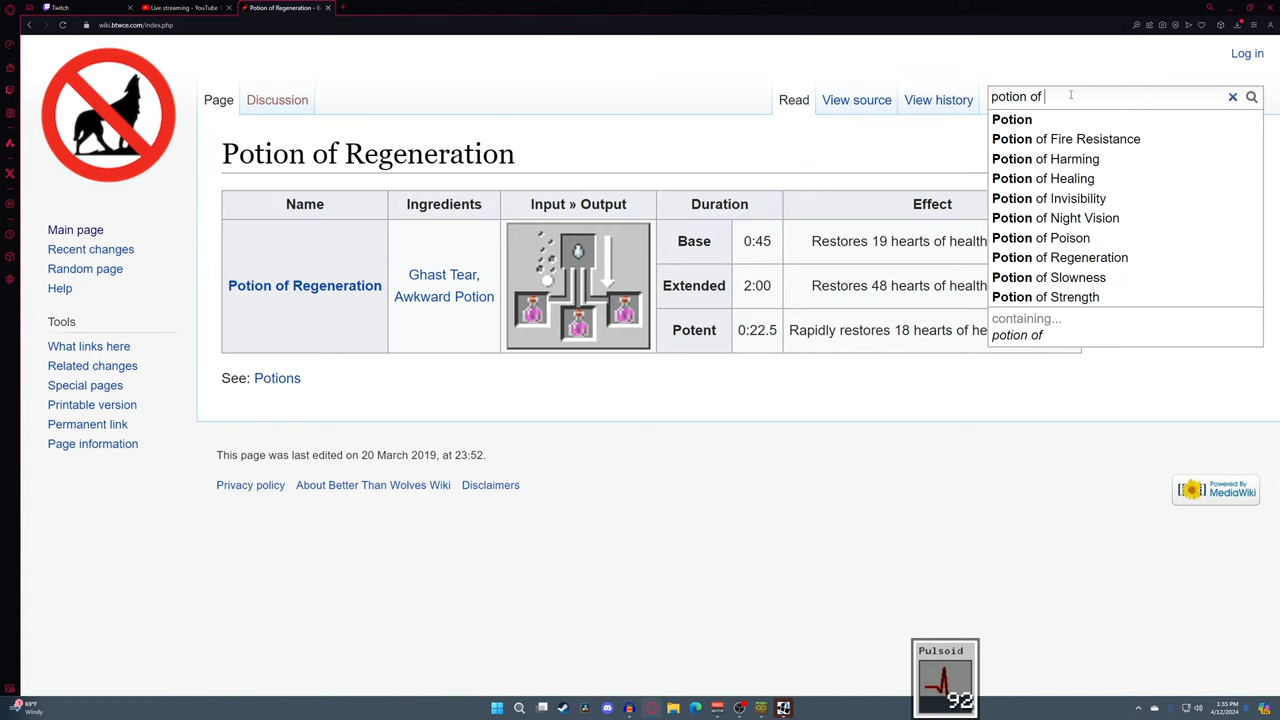 Twitch
Live streaming - YouTube S
Potion of Regeneration - Be
wiki.btwce.com/index.php
Log in
Page
Discussion
Read
View source
View history
potion of
Potion
Potion of Fire Resistance
Potion of Harming
Potion of Healing
Potion of Invisibility
Potion of Night Vision
Potion of Poison
Potion of Regeneration
Potion of Slowness
Potion of Strength
containing...
potion of
Potion of Regeneration
Name
Ingredients
Input » Output
Duration
Effect
Potion of Regeneration
Ghast Tear,
Awkward Potion
Base
0:45
Restores 19 hearts of health
Extended
2:00
Restores 48 hearts of health
Potent
0:22.5
Rapidly restores 18 hearts of he
See: Potions
Main page
Recent changes
Random page
Help
Tools
What links here
Related changes
Special pages
Printable version
Permanent link
Page information
This page was last edited on 20 March 2019, at 23:52.
Privacy policy
About Better Than Wolves Wiki
Disclaimers
Powered By
MediaWiki
Pulsoid
92
69°F
Windy
1:35 PM
4/12/2024